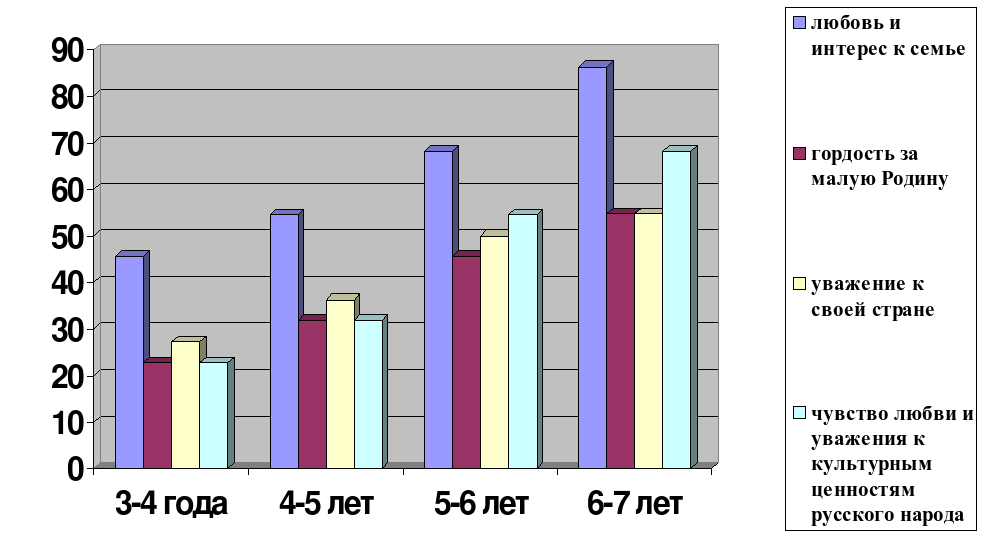 90
80
70
60
50
40
30
20
10
0
3-4 года
4-5 лет
5-6 лет
6-7 лет
любовь и
интерес к семье
гордость за
малую Родину
уважение к
своей стране
чувство любви и
уважения к
культурным
ценностям
русского народа